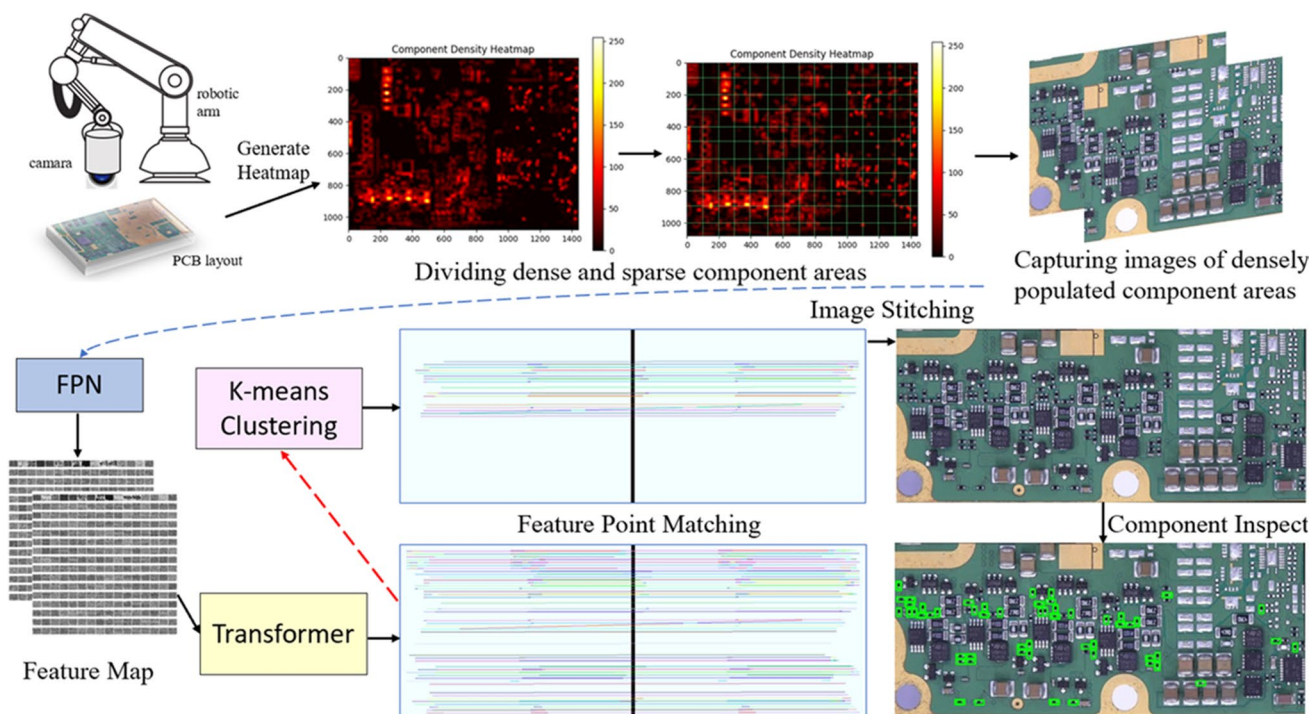 robotic
arm
camara
Generate
Heatmap
PCB layout
Component Density Heatmap
0
200
400
600
800
1000
0 200 400 600 800 1000 1200 1400
250
200
150
100
50
0
Component Density Heatmap
0
200
400
600
800
1000
0 200 400 600 800 1000 1200 1400
250
200
150
100
50
0
Dividing dense and sparse component areas
Capturing images of densely
populated component areas
Image Stitching
FPN
K-means
Clustering
Feature Point Matching
Component Inspect
Transformer
Feature Map